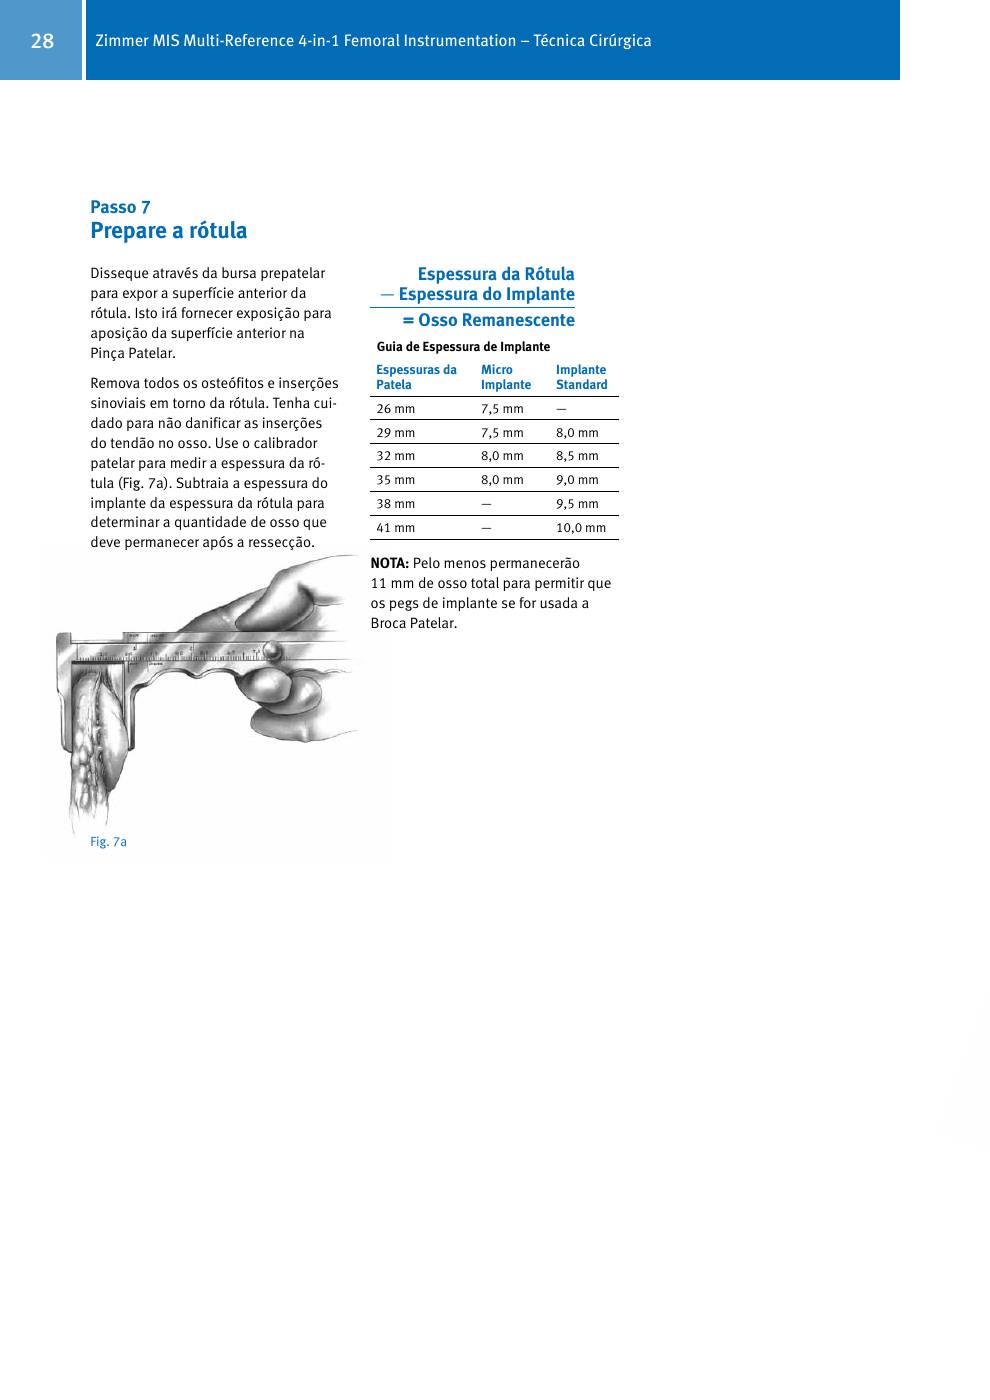 28
Zimmer MIS Multi-Reference 4-in-1 Femoral Instrumentation – Técnica Cirúrgica
Passo 7
Prepare a rótula
Disseque através da bursa prepatelar
para expor a superfície anterior da
rótula. Isto irá fornecer exposição para
aposição da superfície anterior na
Pinça Patelar.
Remova todos os osteófitos e inserções
sinoviais em torno da rótula. Tenha cui-
dado para não danificar as inserções
do tendão no osso. Use o calibrador
patelar para medir a espessura da ró-
tula (Fig. 7a). Subtraia a espessura do
implante da espessura da rótula para
determinar a quantidade de osso que
deve permanecer após a ressecção.
Fig. 7a
Espessura da Rótula
— Espessura do Implante
= Osso Remanescente
Guia de Espessura de Implante
Espessuras da Patela Micro Implante Implante Standard
26 mm 7,5 mm —
29 mm 7,5 mm 8,0 mm
32 mm 8,0 mm 8,5 mm
35 mm 8,0 mm 9,0 mm
38 mm — 9,5 mm
41 mm — 10,0 mm
NOTA: Pelo menos permanecerão
11 mm de osso total para permitir que
os pegs de implante se for usada a
Broca Patelar.